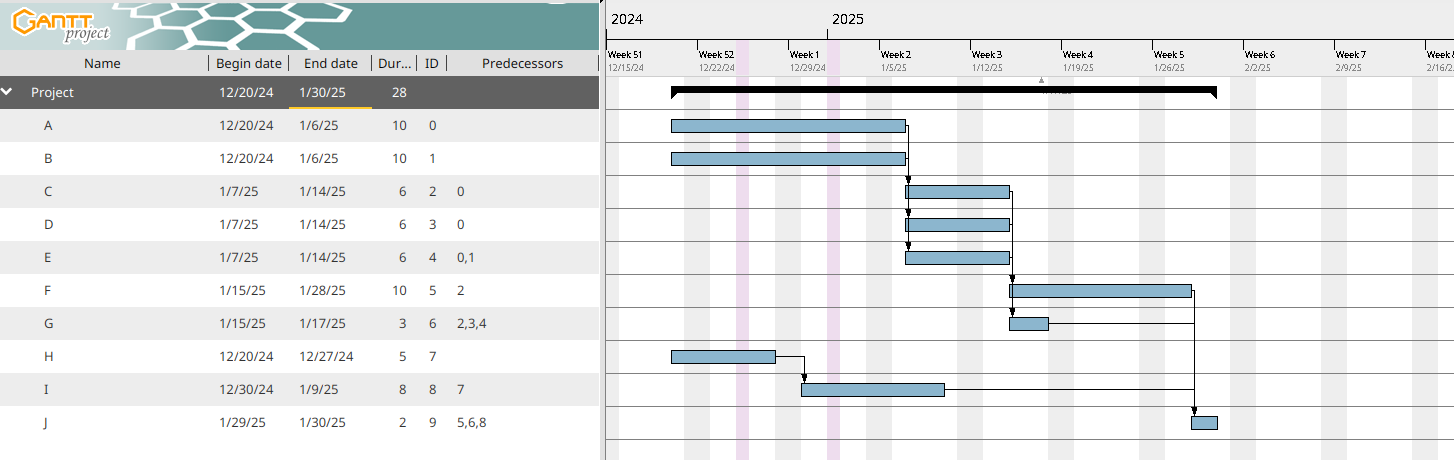 GANTT
project
2024 2025
Week 51 Week 52 Week 1 Week 2 Week 3 Week 4 Week 5 Week 6 Week 7 Week 8
12/15/24 12/22/24 12/29/24 1/5/25 1/12/25 1/19/25 1/26/25 2/2/25 2/9/25 2/16/2
Name Begin date End date Dur... ID Predecessors
Project 12/20/24 1/30/25 28
A 12/20/24 1/6/25 10 0
B 12/20/24 1/6/25 10 1
C 1/7/25 1/14/25 6 2 0
D 1/7/25 1/14/25 6 3 0
E 1/7/25 1/14/25 6 4 0,1
F 1/15/25 1/28/25 10 5 2
G 1/15/25 1/17/25 3 6 2,3,4
H 12/20/24 12/27/24 5 7
I 12/30/24 1/9/25 8 8 7
J 1/29/25 1/30/25 2 9 5,6,8